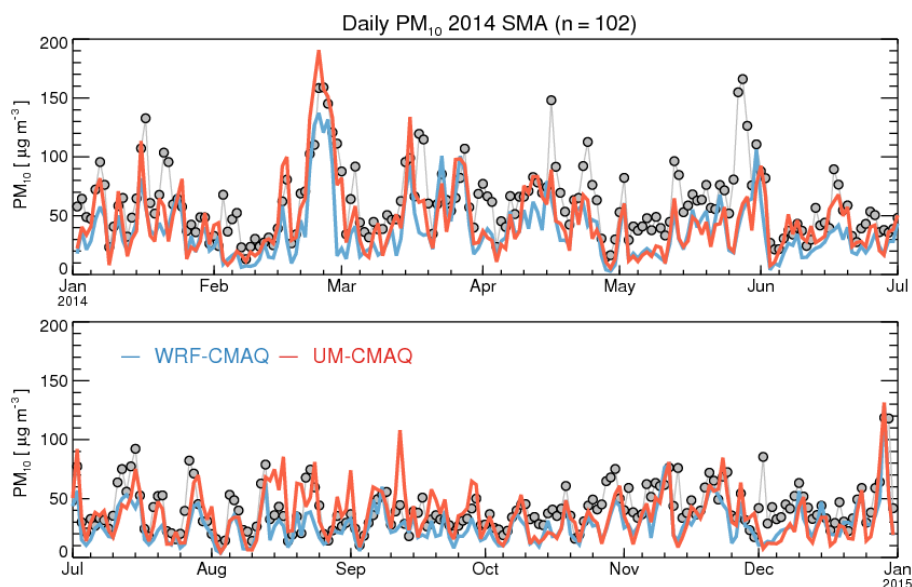 Daily PM₁₀ 2014 SMA (n = 102)
200
150
100
50
0
PM₁₀ [ µg m⁻³ ]
Jan Feb Mar Apr May Jun Jul
2014
200
150
100
50
0
PM₁₀ [ µg m⁻³ ]
WRF-CMAQ UM-CMAQ
Jul Aug Sep Oct Nov Dec Jan
2015